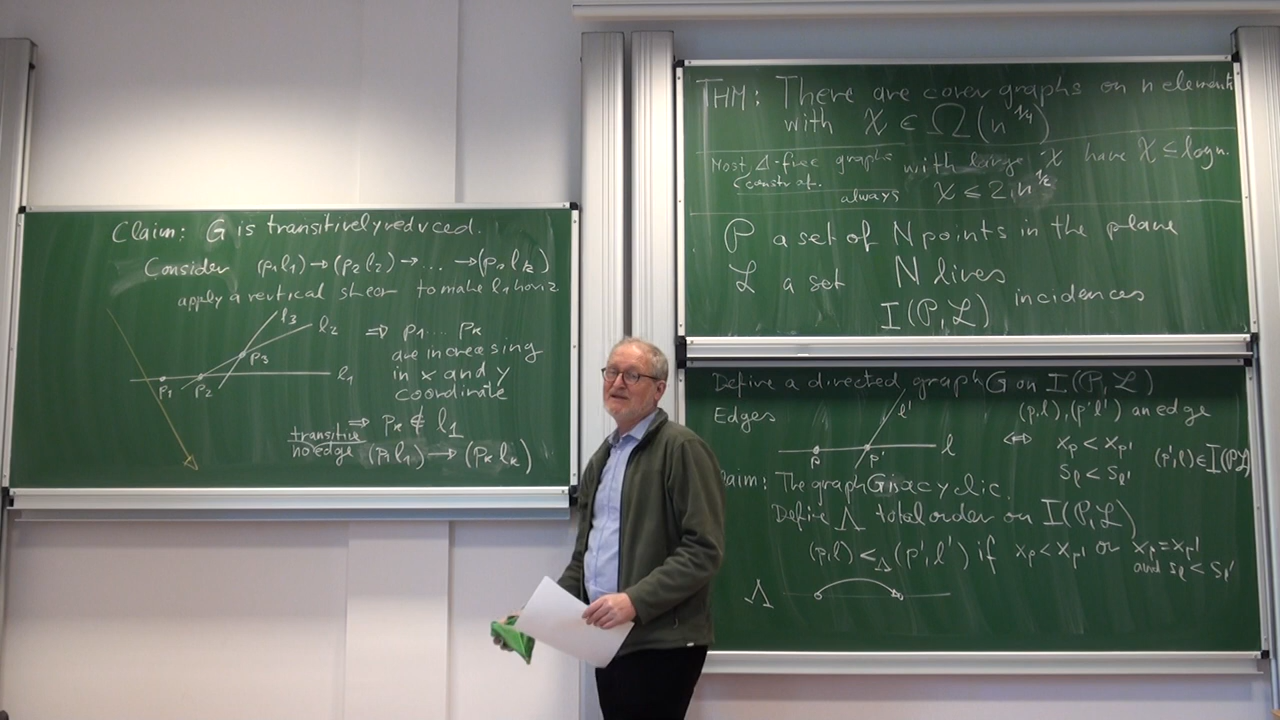 Claim: G is transitively reduced.
Consider (p1 l1) → (p2 l2) → ... → (pk lk)
apply a vertical shear to make l1 horiz
l3
l2
p3
l1
p1 p2
⇒ p1 .... pk
are increasing
in x and y
coordinate
⇒ pk ∉ l1
transitive
no edge (p1 l1) → (pk lk)
THM: There are cover graphs on n elements
with χ ∈ Ω(n^1/4)
Most Δ-free graphs with large χ have χ ≤ log n.
construct.
always χ ≤ 2 n^1/2
P a set of N points in the plane
L a set N lines
I(P,L) incidences
Define a directed graph G on I(P,L)
Edges l' (p,l),(p'l') an edge
p p' l
⇔ xp < xp'
sl < sl' (p',l) ∈ I(P,L)
Claim: The graph G is acyclic.
Define Λ total order on I(P,L)
(p,l) <Λ (p',l') if xp < xp' or xp = xp'
and sl < sl'
Λ